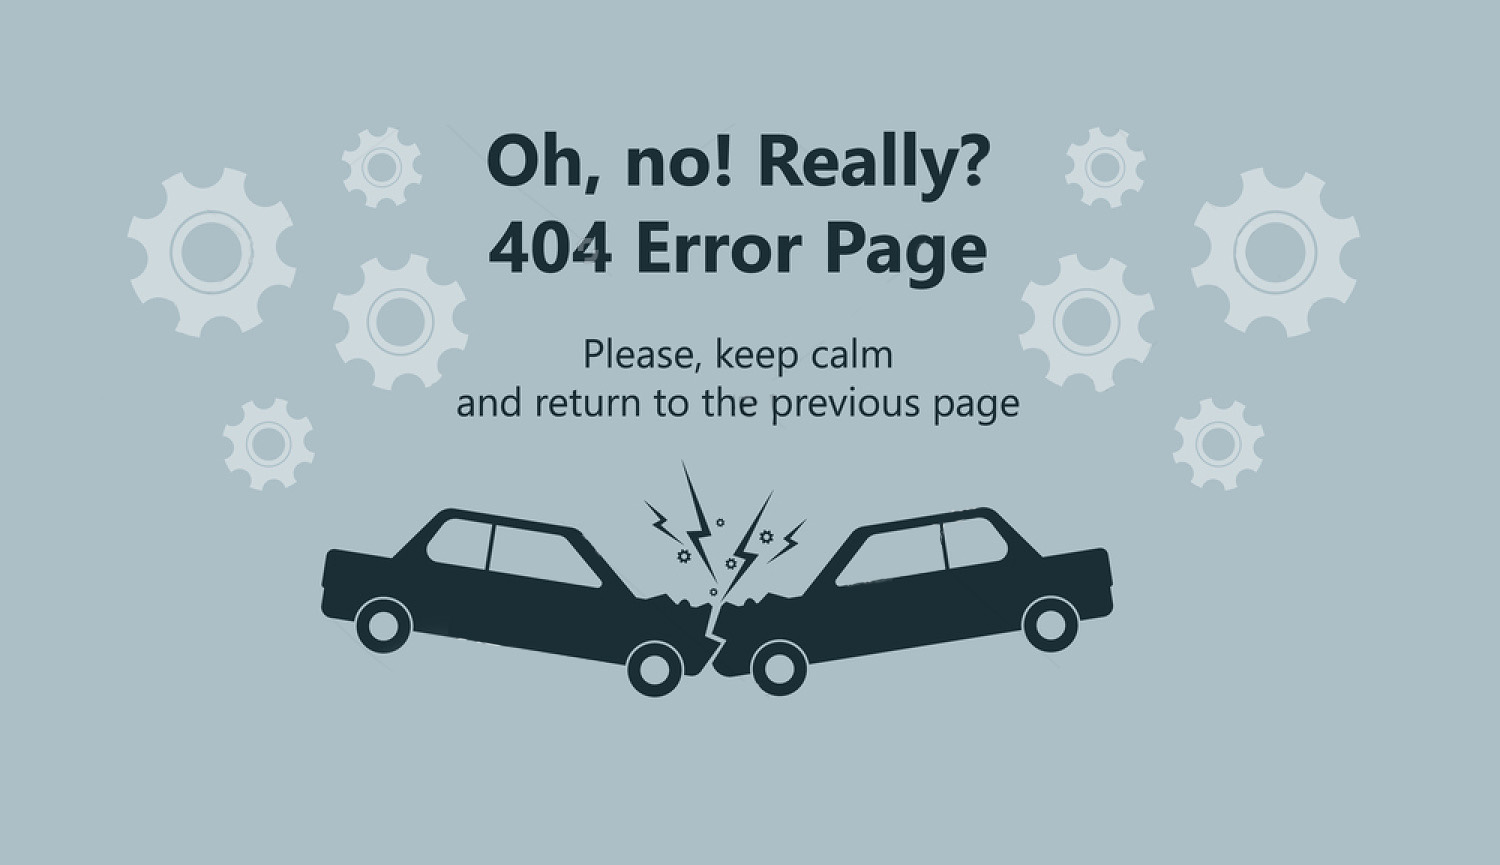 Oh, no! Really?
404 Error Page
Please, keep calm
and return to the previous page